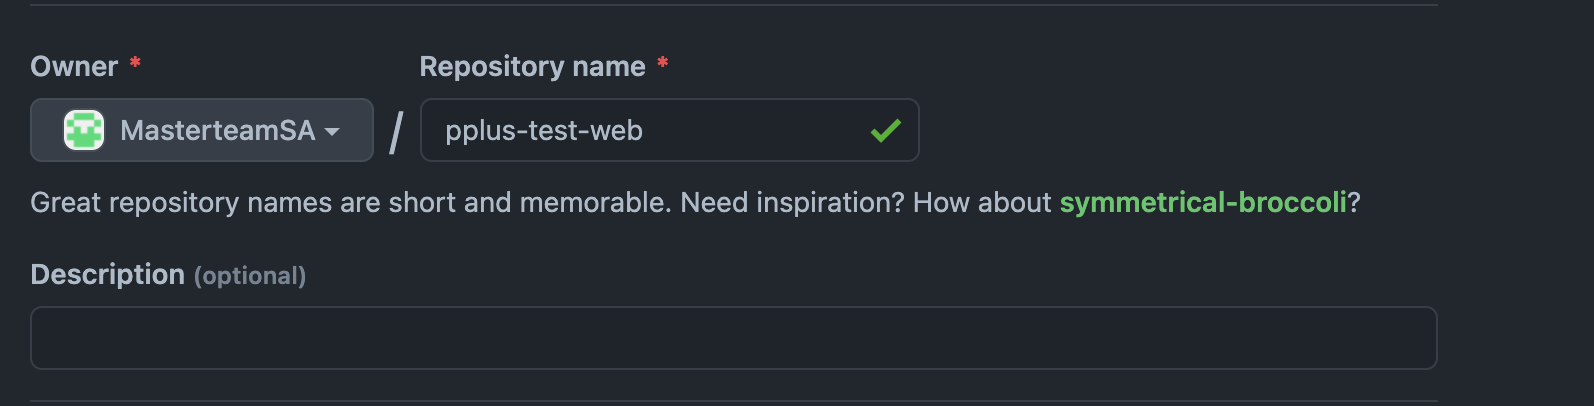 Owner *
Repository name *
MasterteamSA / pplus-test-web
Great repository names are short and memorable. Need inspiration? How about symmetrical-broccoli?
Description (optional)